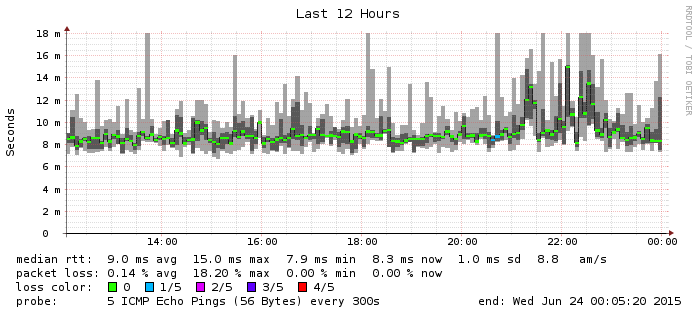 Last 12 Hours
RRDTOOL / TOBI OETIKER
Seconds
18 m
16 m
14 m
12 m
10 m
8 m
6 m
4 m
2 m
0
14:00 16:00 18:00 20:00 22:00 00:00
median rtt: 9.0 ms avg 15.0 ms max 7.9 ms min 8.3 ms now 1.0 ms sd 8.8 am/s
packet loss: 0.14 % avg 18.20 % max 0.00 % min 0.00 % now
loss color: 0 1/5 2/5 3/5 4/5
probe: 5 ICMP Echo Pings (56 Bytes) every 300s end: Wed Jun 24 00:05:20 2015